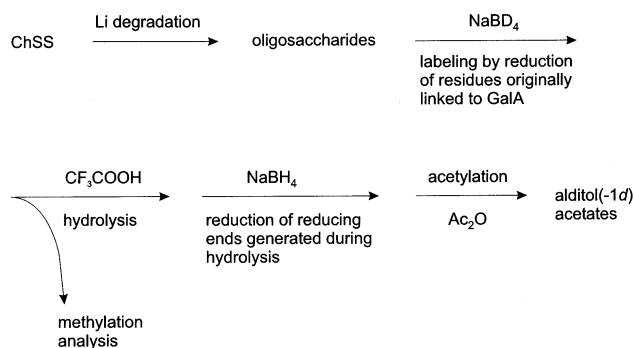 Li degradation
NaBD₄
ChSS
oligosaccharides
labeling by reduction
of residues originally
linked to GalA
CF₃COOH
NaBH₄
acetylation
alditol(-1d)
acetates
hydrolysis
reduction of reducing
ends generated during
hydrolysis
Ac₂O
methylation
analysis